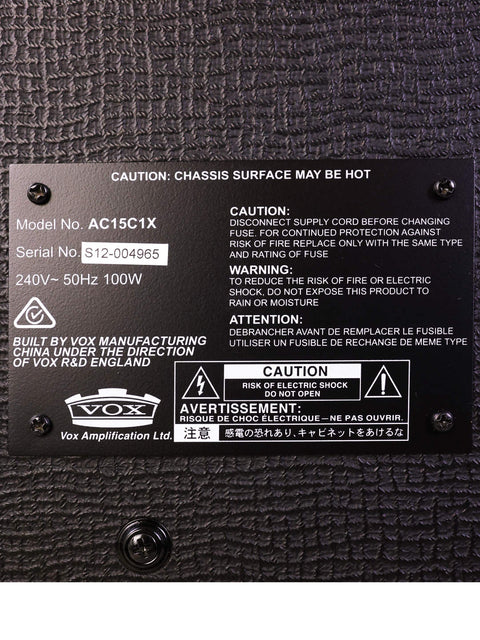 CAUTION: CHASSIS SURFACE MAY BE HOT
Model No. AC15C1X
Serial No. S12-004965
240V~ 50Hz 100W
BUILT BY VOX MANUFACTURING
CHINA UNDER THE DIRECTION
OF VOX R&D ENGLAND
VOX
Vox Amplification Ltd.
CAUTION:
DISCONNECT SUPPLY CORD BEFORE CHANGING
FUSE. FOR CONTINUED PROTECTION AGAINST
RISK OF FIRE REPLACE ONLY WITH THE SAME TYPE
AND RATING OF FUSE
WARNING:
TO REDUCE THE RISK OF FIRE OR ELECTRIC
SHOCK, DO NOT EXPOSE THIS PRODUCT TO
RAIN OR MOISTURE
ATTENTION:
DEBRANCHER AVANT DE REMPLACER LE FUSIBLE
UTILISER UN FUSIBLE DE RECHANGE DE MEME TYPE
CAUTION
RISK OF ELECTRIC SHOCK
DO NOT OPEN
AVERTISSEMENT:
RISQUE DE CHOC ÉLECTRIQUE—NE PAS OUVRIR.
注意 感電の恐れあり、キャビネットをあけるな